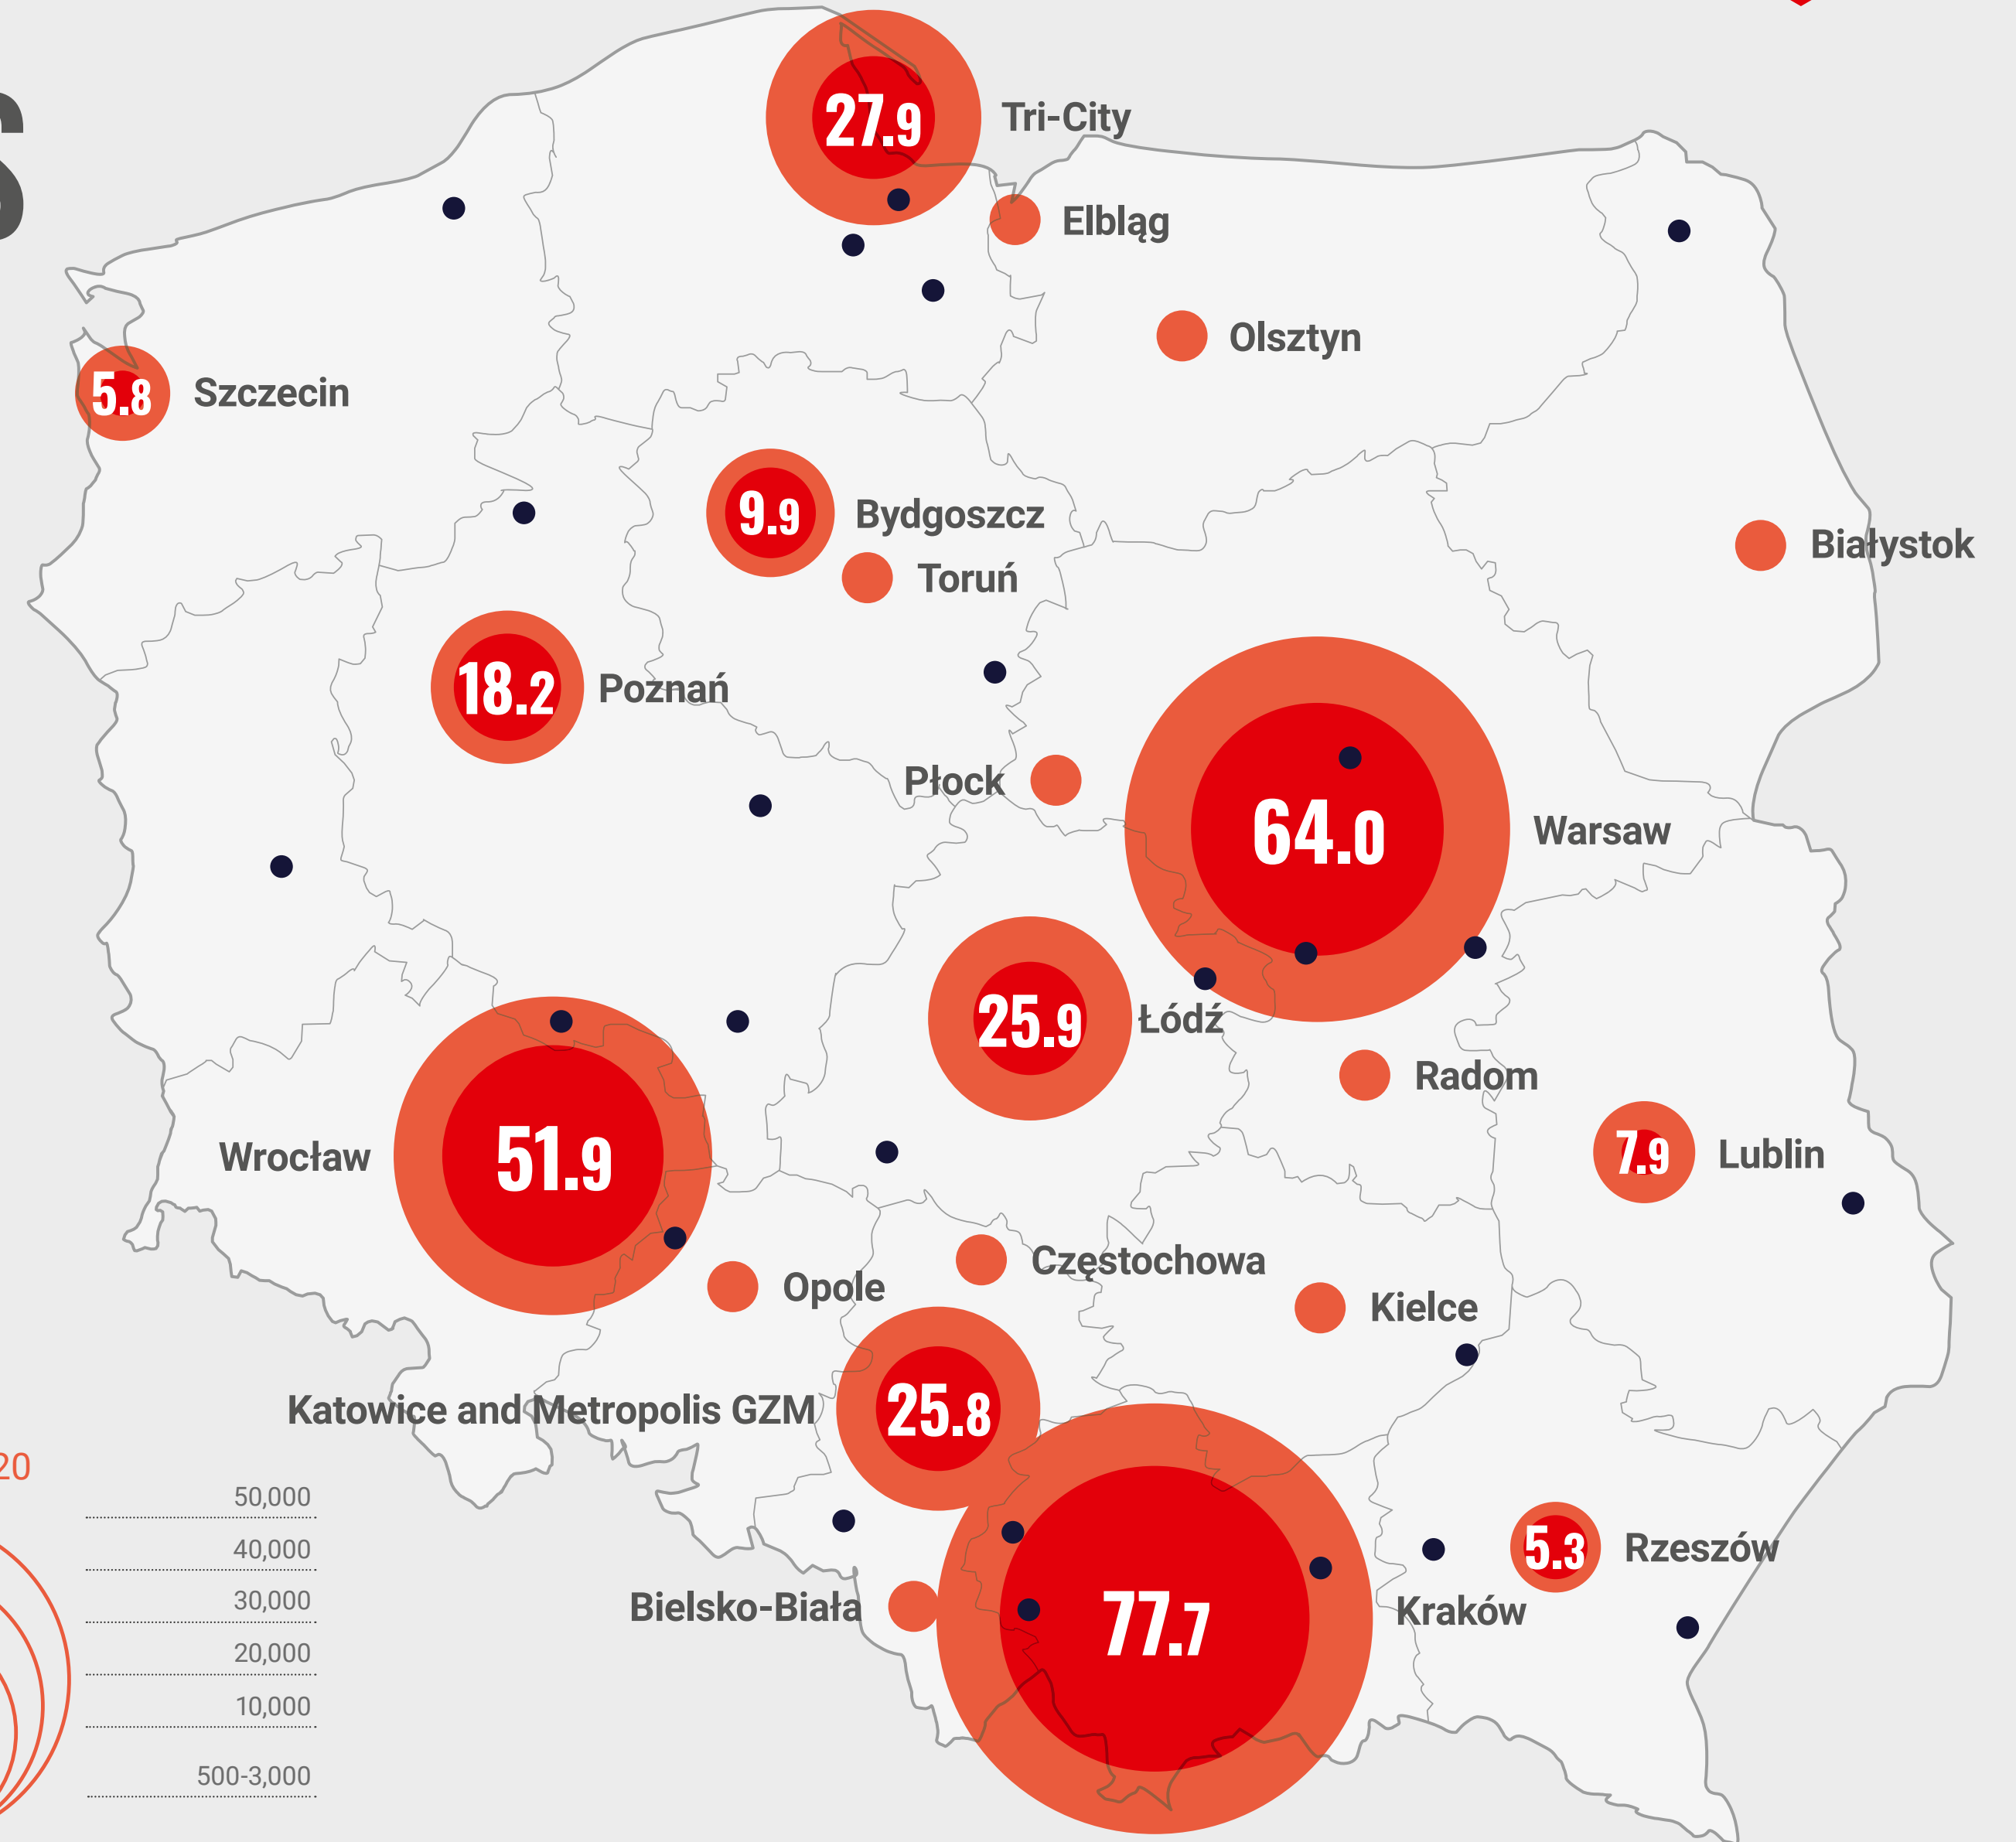 S
27.9
Tri-City
Elbląg
Olsztyn
5.8
Szczecin
9.9
Bydgoszcz
Toruń
Białystok
18.2
Poznań
Płock
64.0
Warsaw
25.9
Łódź
Radom
Wrocław
51.9
7.9
Lublin
Częstochowa
Opole
Kielce
Katowice and Metropolis GZM
25.8
20
50,000
40,000
30,000
20,000
10,000
500-3,000
5.3
Rzeszów
Bielsko-Biała
77.7
Kraków